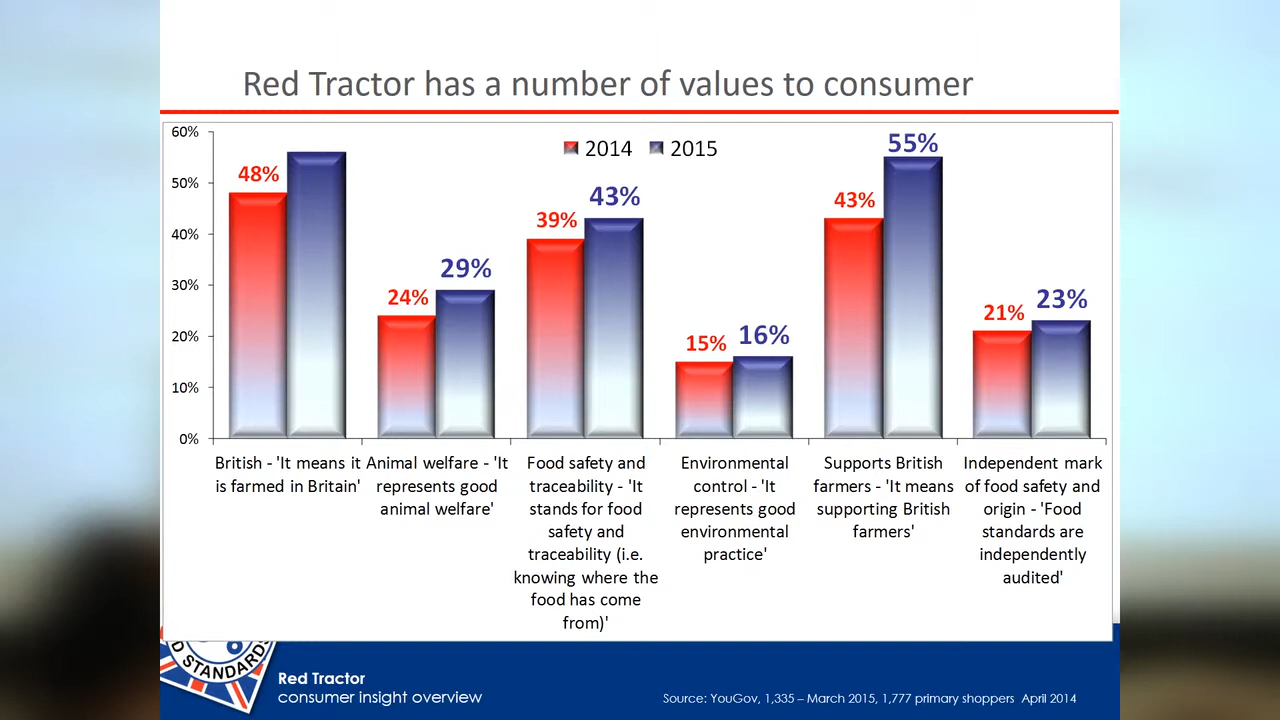 Red Tractor has a number of values to consumer
60%
50%
40%
30%
20%
10%
0%
2014 2015
48%
24% 29%
39% 43%
15% 16%
43% 55%
21% 23%
British - 'It means it
is farmed in Britain'
Animal welfare - 'It
represents good
animal welfare'
Food safety and
traceability - 'It
stands for food
safety and
traceability (i.e.
knowing where the
food has come
from)'
Environmental
control - 'It
represents good
environmental
practice'
Supports British
farmers - 'It means
supporting British
farmers'
Independent mark
of food safety and
origin - 'Food
standards are
independently
audited'
D STANDARDS
Red Tractor
consumer insight overview
Source: YouGov, 1,335 – March 2015, 1,777 primary shoppers April 2014